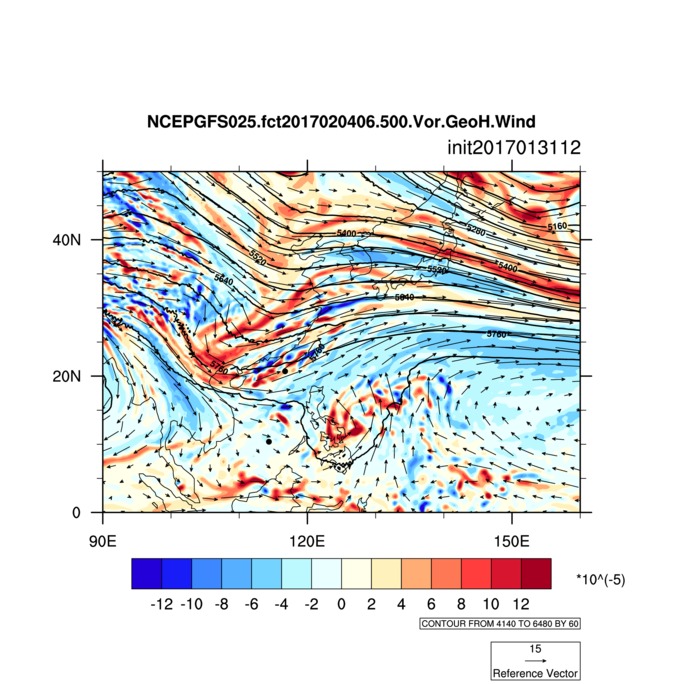 NCEPGFS025.fct2017020406.500.Vor.GeoH.Wind
init2017013112
5160
5400
5280
5520
5400
5520
40N
5640
5640
5760
5760
20N
0
90E
120E
150E
-12 -10 -8 -6 -4 -2 0 2 4 6 8 10 12
*10^(-5)
CONTOUR FROM 4140 TO 6480 BY 60
15
Reference Vector